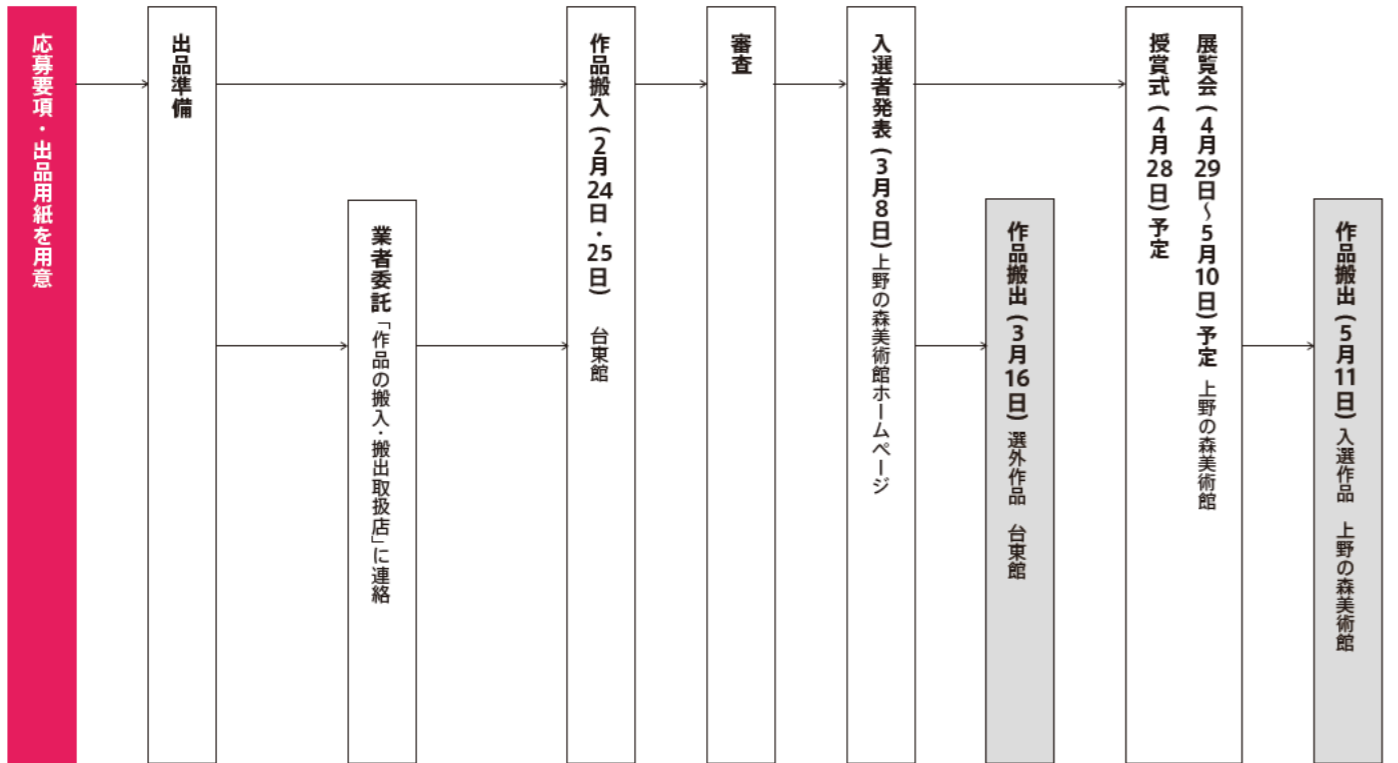 応募要項・出品用紙を用意
出品準備
業者委託「作品の搬入・搬出取扱店」に連絡
作品搬入（2月24日・25日） 台東館
審査
入選者発表（3月8日）上野の森美術館ホームページ
作品搬出（3月16日）選外作品 台東館
展覧会（4月29日～5月10日）予定 上野の森美術館
授賞式（4月28日）予定
作品搬出（5月11日）入選作品 上野の森美術館